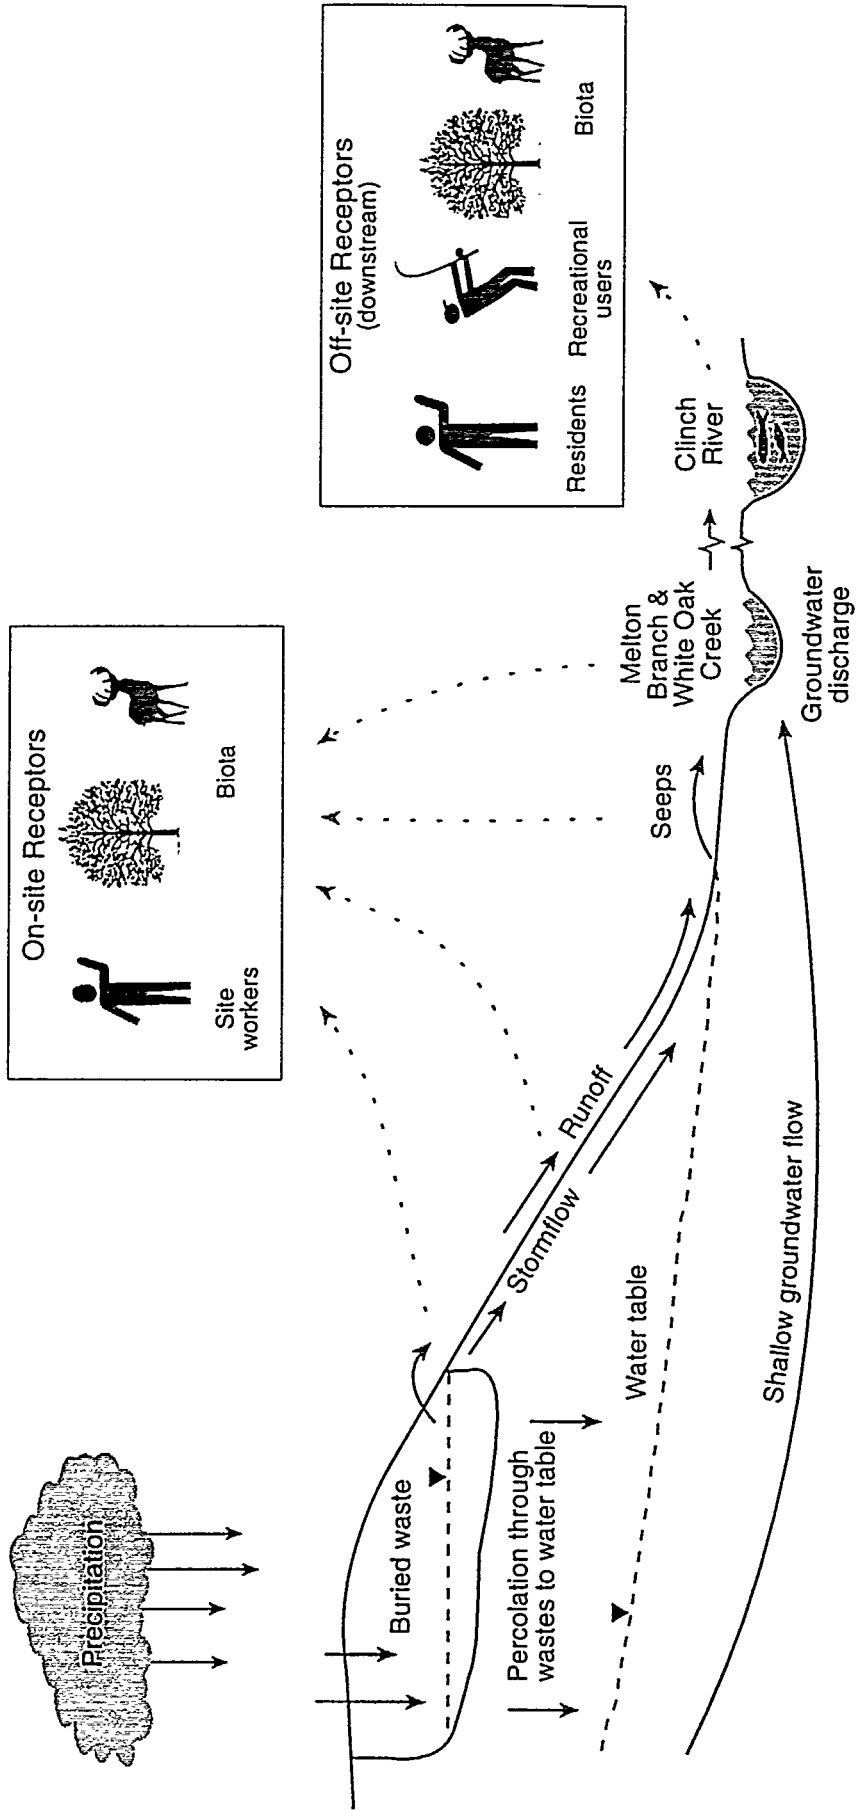 Precipitation
On-site Receptors
Site
workers
Biota
Off-site Receptors
(downstream)
Residents
Recreational
users
Biota
Buried waste
Percolation through
wastes to water table
Stormflow
Runoff
Seeps
Melton
Branch &
White Oak
Creek
Clinch
River
Water table
Shallow groundwater flow
Groundwater
discharge